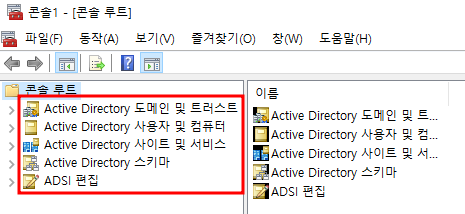 콘솔1 - [콘솔 루트]
파일(F) 동작(A) 보기(V) 즐겨찾기(O) 창(W) 도움말(H)
콘솔 루트
Active Directory 도메인 및 트러스트
Active Directory 사용자 및 컴퓨터
Active Directory 사이트 및 서비스
Active Directory 스키마
ADSI 편집
이름
Active Directory 도메인 및 트...
Active Directory 사용자 및 컴...
Active Directory 사이트 및 서...
Active Directory 스키마
ADSI 편집